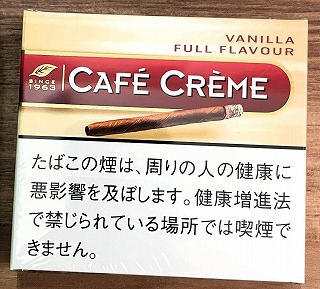 VANILLA
FULL FLAVOUR
SINCE
1963
CAFÉ CRÈME
たばこの煙は、周りの人の健康に
悪影響を及ぼします。健康増進法
で禁じられている場所では喫煙で
きません。